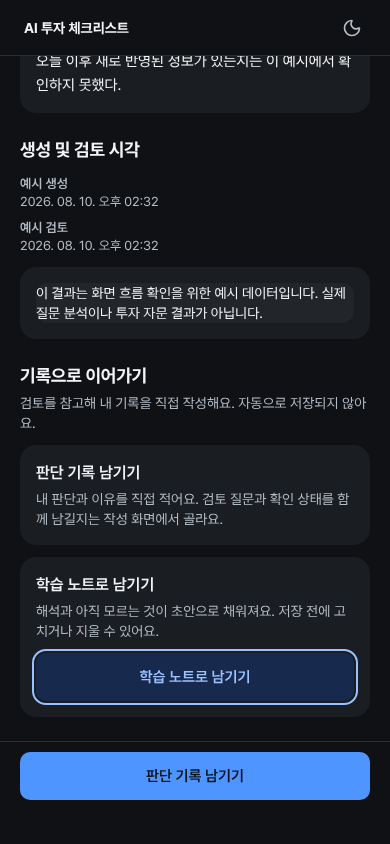 AI 투자 체크리스트
오늘 이후 새로 반영된 정보가 있는지는 이 예시에서 확
인하지 못했다.
생성 및 검토 시각
예시 생성
2026. 08. 10. 오후 02:32
예시 검토
2026. 08. 10. 오후 02:32
이 결과는 화면 흐름 확인을 위한 예시 데이터입니다. 실제
질문 분석이나 투자 자문 결과가 아닙니다.
기록으로 이어가기
검토를 참고해 내 기록을 직접 작성해요. 자동으로 저장되지 않아
요.
판단 기록 남기기
내 판단과 이유를 직접 적어요. 검토 질문과 확인 상태를 함
께 남길지는 작성 화면에서 골라요.
학습 노트로 남기기
해석과 아직 모르는 것이 초안으로 채워져요. 저장 전에 고
치거나 지울 수 있어요.
학습 노트로 남기기
판단 기록 남기기